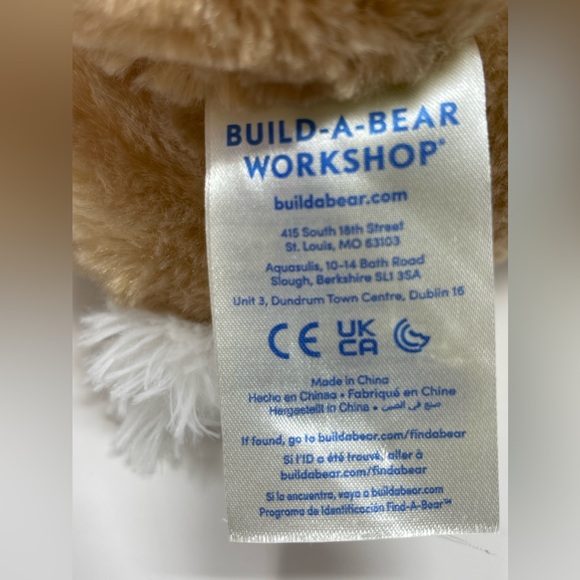 BUILD-A-BEAR
WORKSHOP®
buildabear.com
415 South 18th Street
St. Louis, MO 63103
Aquasulis, 10-14 Bath Road
Slough, Berkshire SL1 3SA
Unit 3, Dundrum Town Centre, Dublin 16
CE UK CA
Made in China
Hecho en Chinaa • Fabriqué en Chine
Hergestellt in China • صنع في الصين
If found, go to buildabear.com/findabear
Si l'ID a été trouvé, aller à
buildabear.com/findabear
Si lo encuentra, vaya a buildabear.com
Programa de Identificación Find-A-Bear™